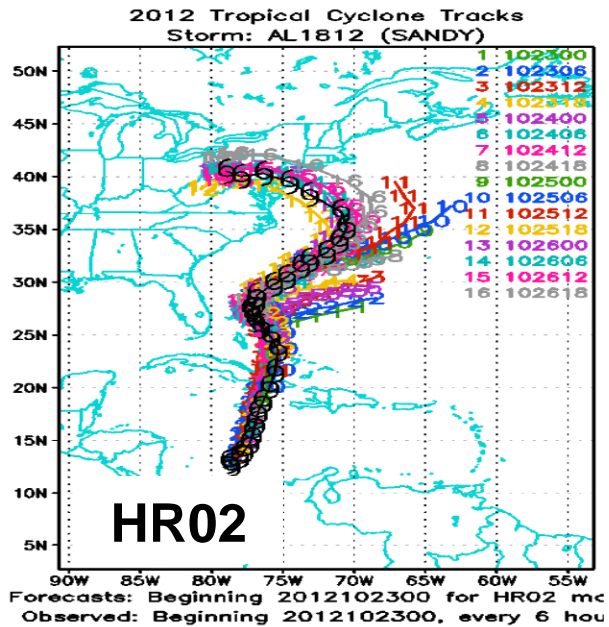 2012 Tropical Cyclone Tracks
Storm: AL1812 (SANDY)
50N
45N
40N
35N
30N
25N
20N
15N
10N
5N
1 102300
2 102306
3 102312
4 102318
5 102400
6 102406
7 102412
8 102418
9 102500
10 102506
11 102512
12 102518
13 102600
14 102606
15 102612
16 102618
HR02
90W 85W 80W 75W 70W 65W 60W 55W
Forecasts: Beginning 2012102300 for HR02 mo
Observed: Beginning 2012102300, every 6 hou